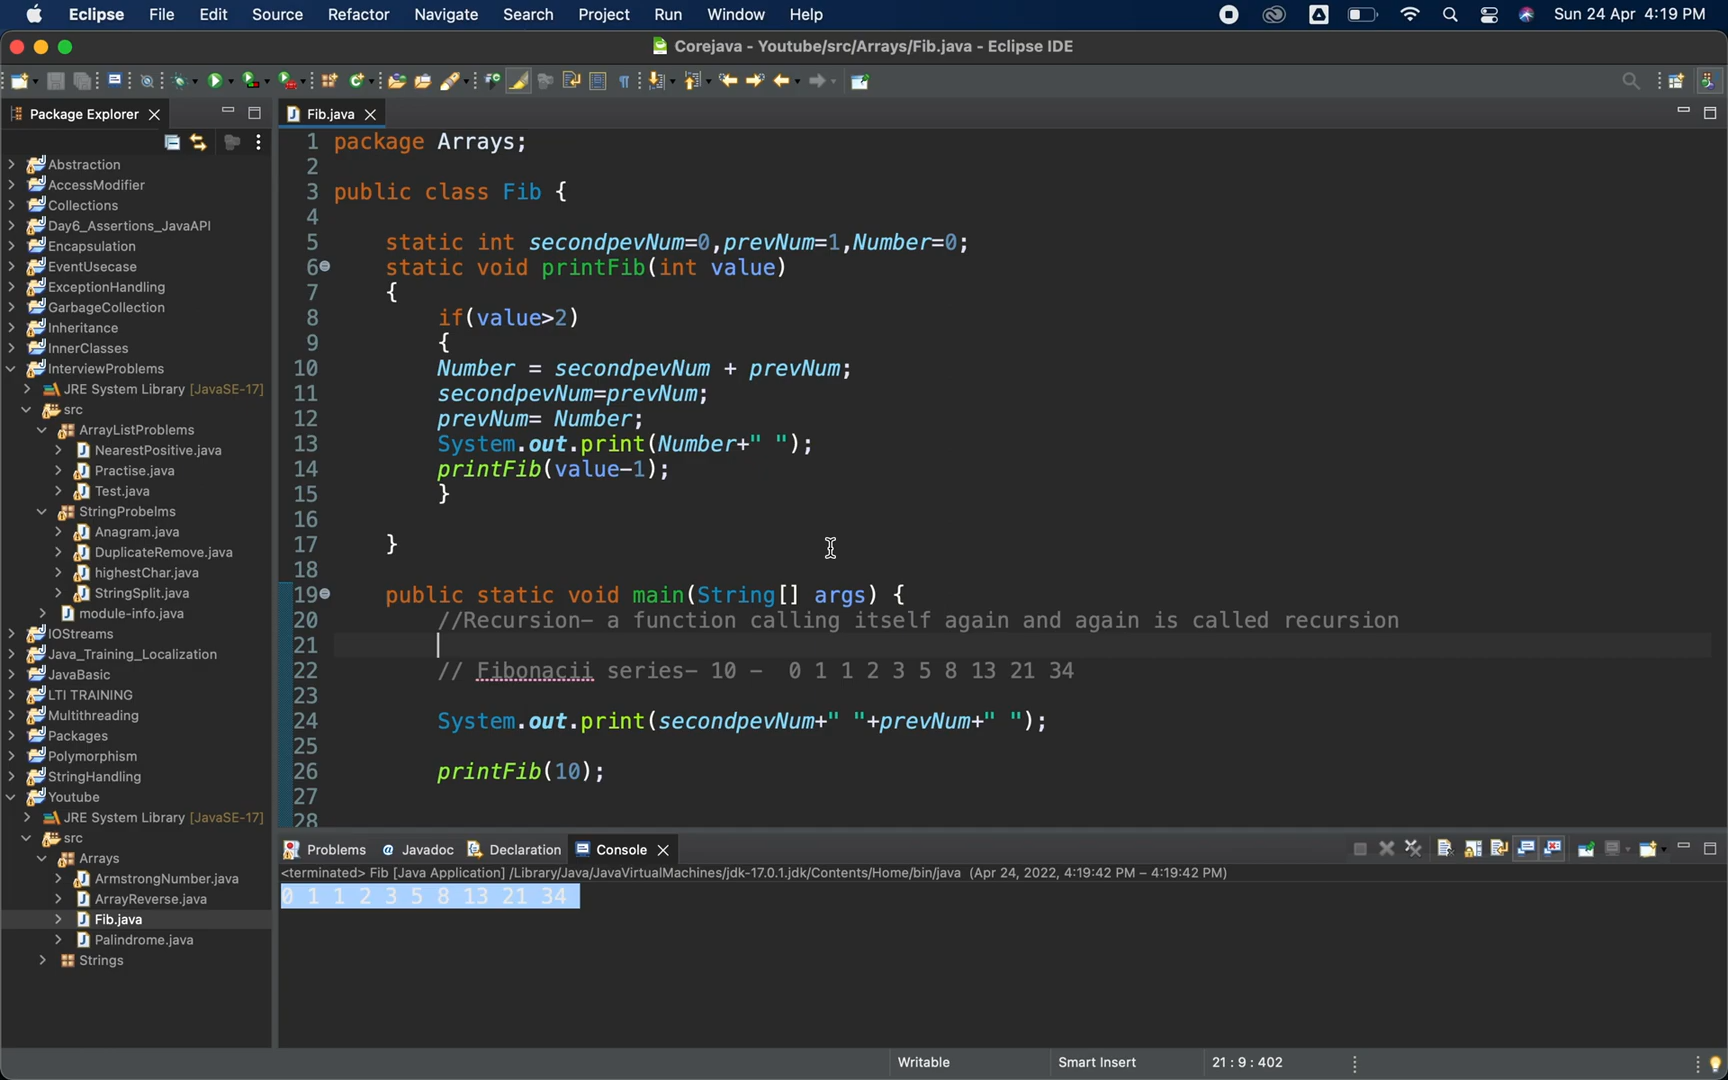 Eclipse File Edit Source Refactor Navigate Search Project Run Window Help Sun 24 Apr 4:19 PM
Corejava - Youtube/src/Arrays/Fib.java - Eclipse IDE
Package Explorer
Abstraction
AccessModifier
Collections
Day6_Assertions_JavaAPI
Encapsulation
EventUsecase
ExceptionHandling
GarbageCollection
Inheritance
InnerClasses
InterviewProblems
JRE System Library [JavaSE-17]
src
ArrayListProblems
NearestPositive.java
Practise.java
Test.java
StringProbelms
Anagram.java
DuplicateRemove.java
highestChar.java
StringSplit.java
module-info.java
IOStreams
Java_Training_Localization
JavaBasic
LTI TRAINING
Multithreading
Packages
Polymorphism
StringHandling
Youtube
JRE System Library [JavaSE-17]
src
Arrays
ArmstrongNumber.java
ArrayReverse.java
Fib.java
Palindrome.java
Strings
Fib.java
1 package Arrays;
2
3 public class Fib {
4
5 static int secondpevNum=0,prevNum=1,Number=0;
6 static void printFib(int value)
7 {
8 if(value>2)
9 {
10 Number = secondpevNum + prevNum;
11 secondpevNum=prevNum;
12 prevNum= Number;
13 System.out.print(Number+" ");
14 printFib(value-1);
15 }
16
17 }
18
19 public static void main(String[] args) {
20 //Recursion- a function calling itself again and again is called recursion
21
22 // Fibonacii series- 10 - 0 1 1 2 3 5 8 13 21 34
23
24 System.out.print(secondpevNum+" "+prevNum+" ");
25
26 printFib(10);
27
28
Problems Javadoc Declaration Console
<terminated> Fib [Java Application] /Library/Java/JavaVirtualMachines/jdk-17.0.1.jdk/Contents/Home/bin/java (Apr 24, 2022, 4:19:42 PM – 4:19:42 PM)
0 1 1 2 3 5 8 13 21 34
Writable Smart Insert 21 : 9 : 402